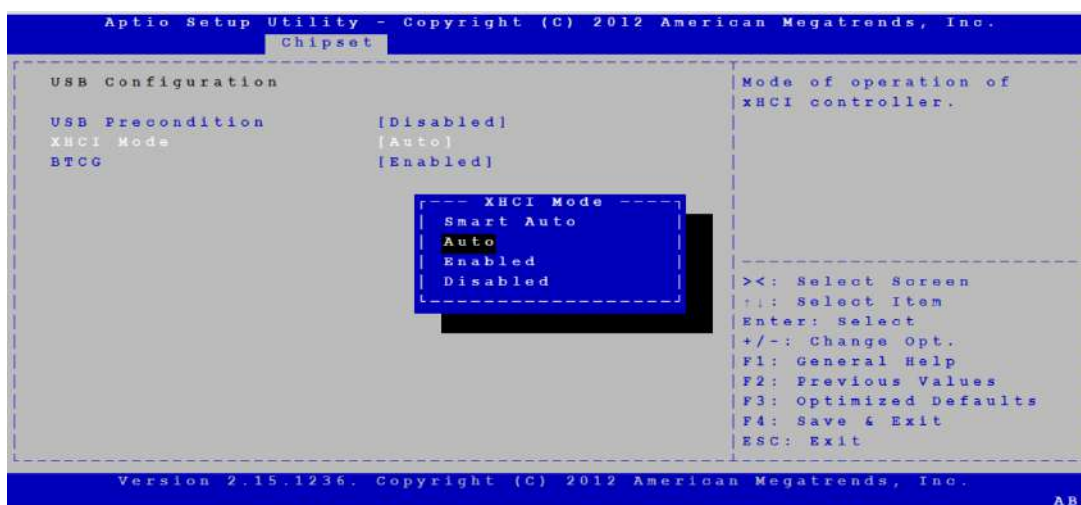 Aptio Setup Utility - Copyright (C) 2012 American Megatrends, Inc.
Chipset
USB Configuration
USB Precondition [Disabled]
XHCI Mode [Auto]
BTCG [Enabled]
XHCI Mode
Smart Auto
Auto
Enabled
Disabled
Mode of operation of
xHCI controller.
><: Select Screen
↑↓: Select Item
Enter: Select
+/-: Change Opt.
F1: General Help
F2: Previous Values
F3: Optimized Defaults
F4: Save & Exit
ESC: Exit
Version 2.15.1236. Copyright (C) 2012 American Megatrends, Inc.
AB